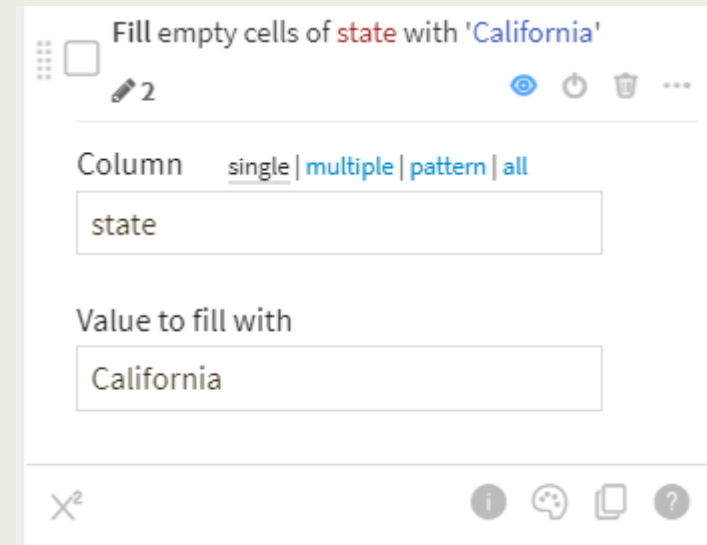 Fill empty cells of state with 'California'
2
Column single | multiple | pattern | all
state
Value to fill with
California
X²